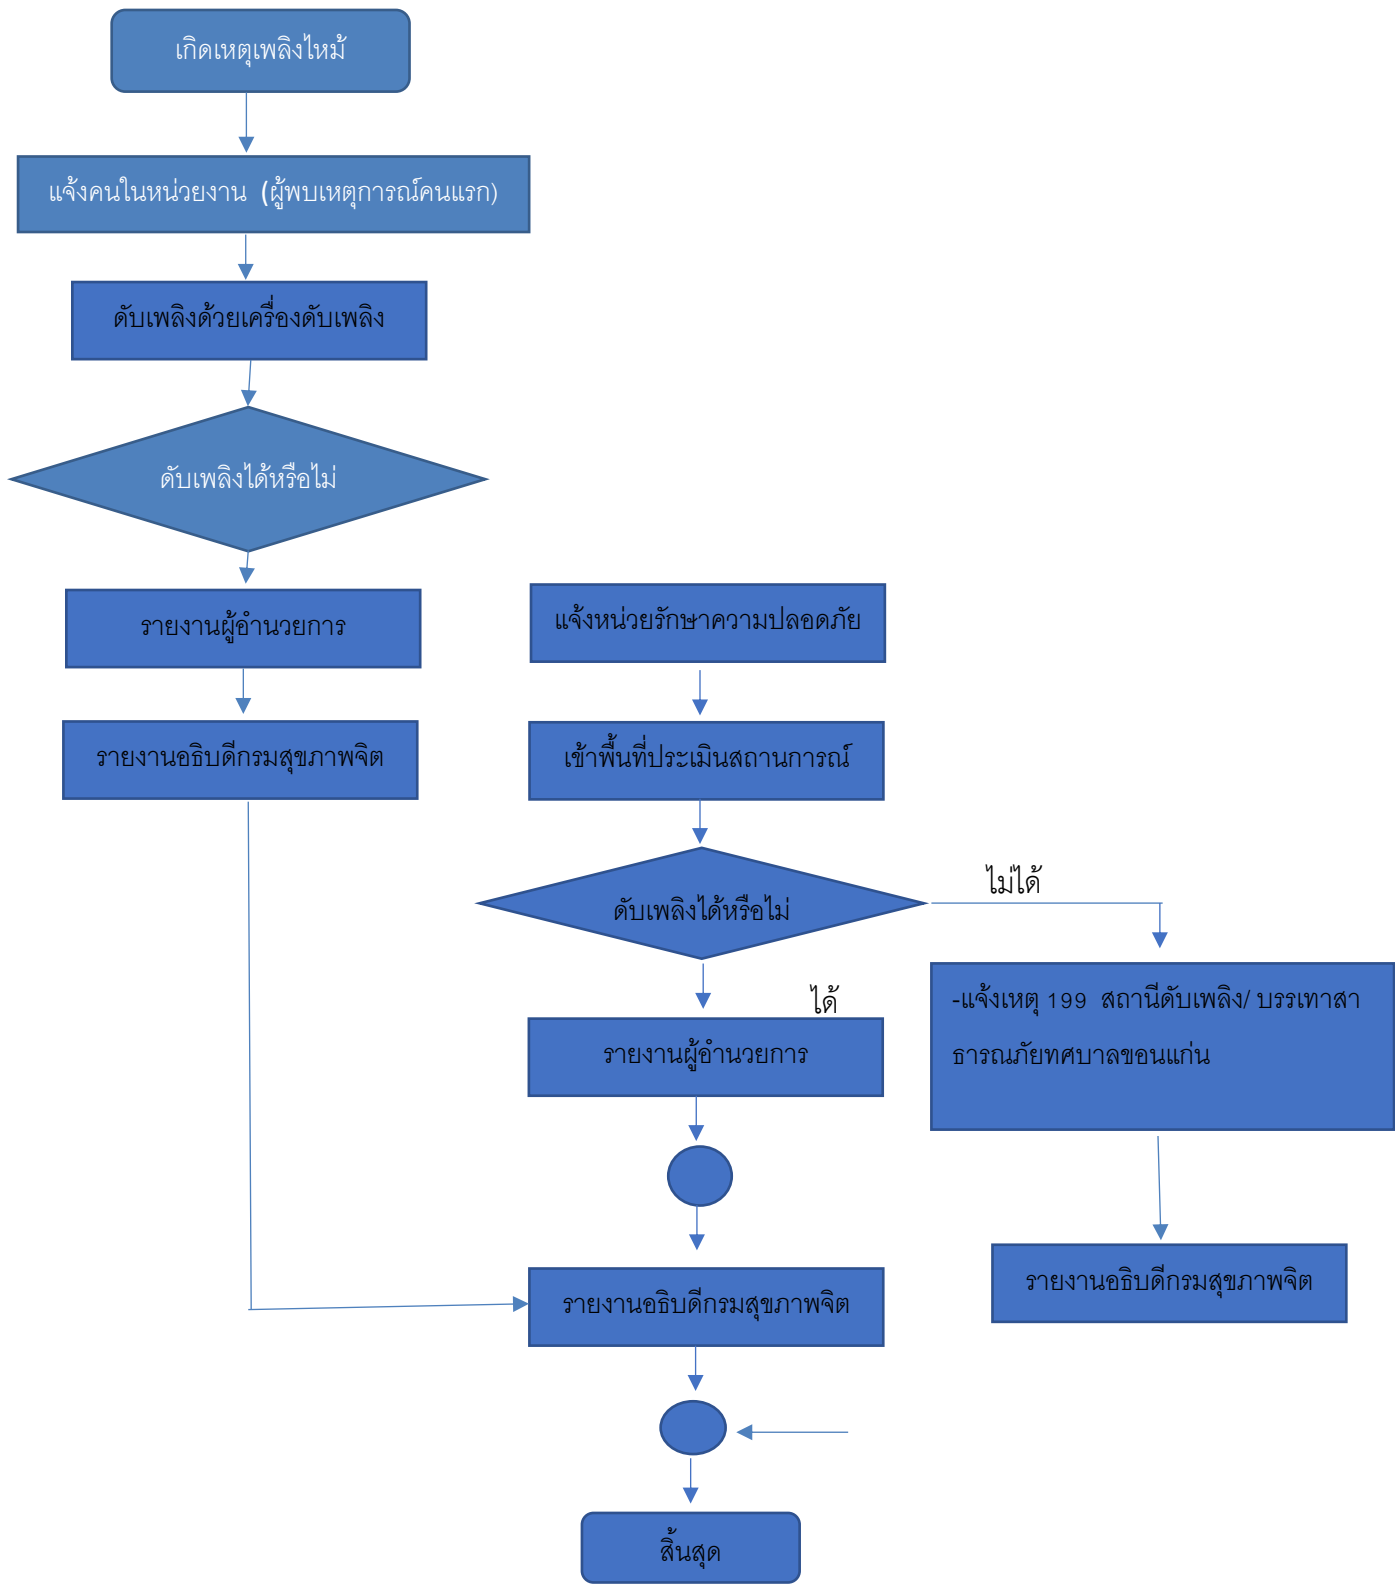 เกิดเหตุเพลิงไหม้
แจ้งคนในหน่วยงาน (ผู้พบเหตุการณ์คนแรก)
ดับเพลิงด้วยเครื่องดับเพลิง
ดับเพลิงได้หรือไม่
รายงานผู้อำนวยการ
รายงานอธิบดีกรมสุขภาพจิต
แจ้งหน่วยรักษาความปลอดภัย
เข้าพื้นที่ประเมินสถานการณ์
ดับเพลิงได้หรือไม่
ไม่ได้
ได้
รายงานผู้อำนวยการ
-แจ้งเหตุ 199 สถานีดับเพลิง/ บรรเทาสา
ธารณภัยทศบาลขอนแก่น
รายงานอธิบดีกรมสุขภาพจิต
รายงานอธิบดีกรมสุขภาพจิต
สิ้นสุด